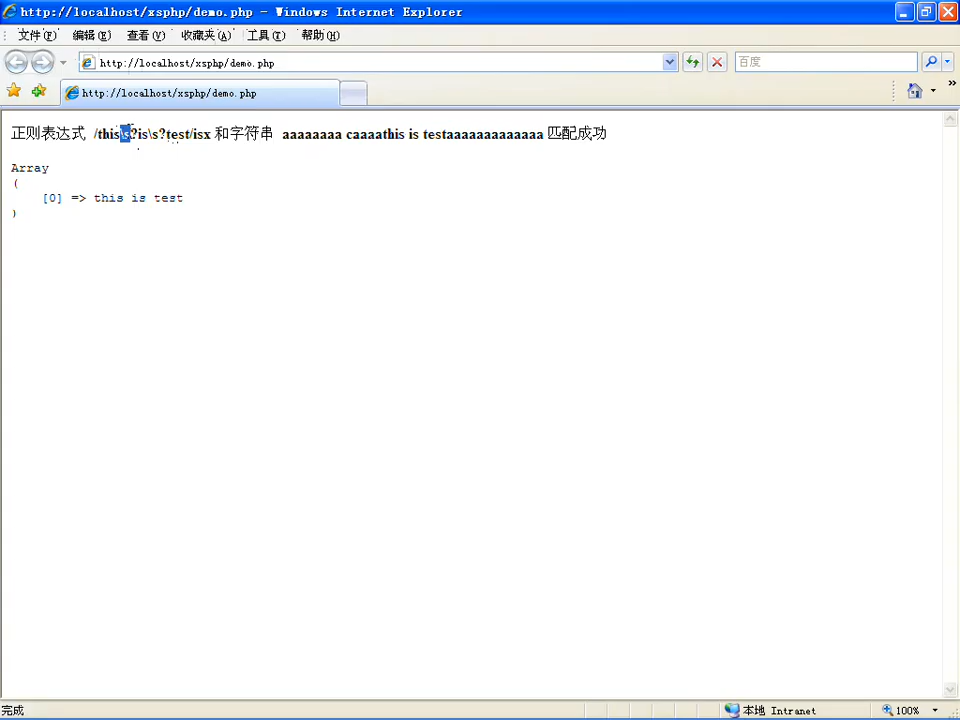 http://localhost/xsphp/demo.php - Windows Internet Explorer
文件(F) 编辑(E) 查看(V) 收藏夹(A) 工具(T) 帮助(H)
http://localhost/xsphp/demo.php 百度
http://localhost/xsphp/demo.php
正则表达式 /this\s?is\s?test/isx 和字符串 aaaaaaaa caaaathis is testaaaaaaaaaaaaa 匹配成功
Array
(
[0] => this is test
)
完成 本地 Intranet 100%